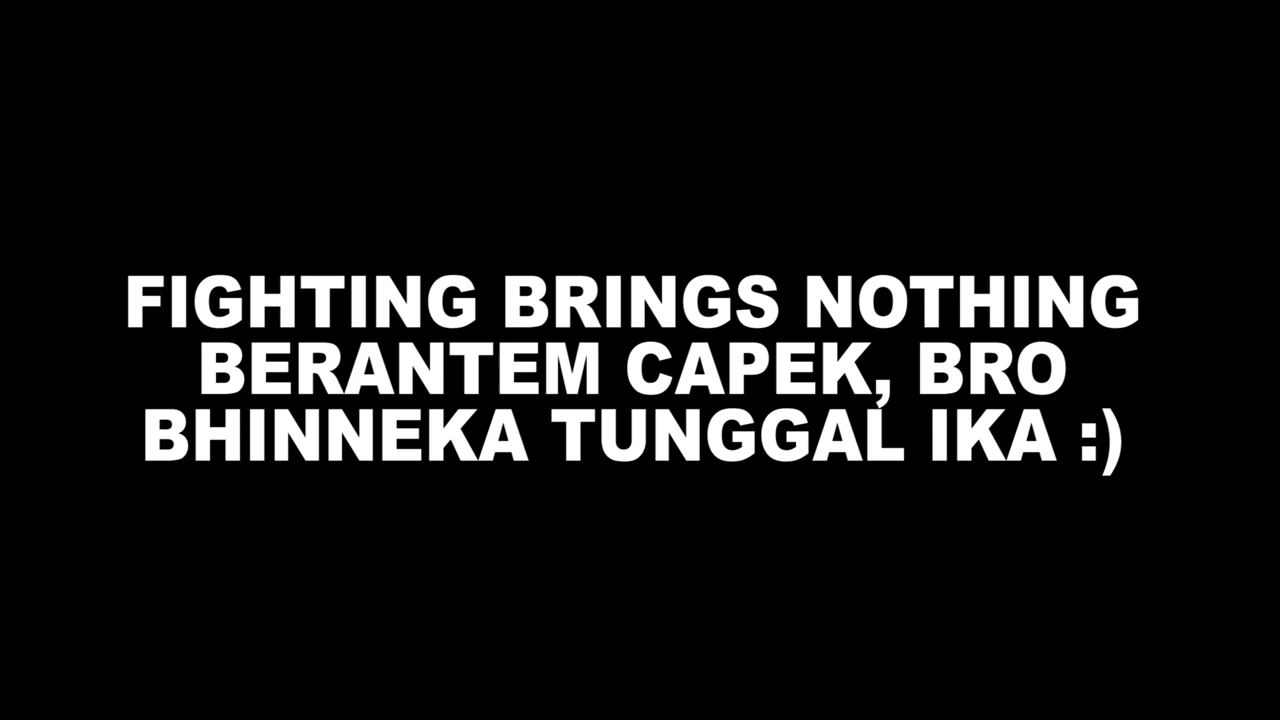 FIGHTING BRINGS NOTHING
BERANTEM CAPEK, BRO
BHINNEKA TUNGGAL IKA :)